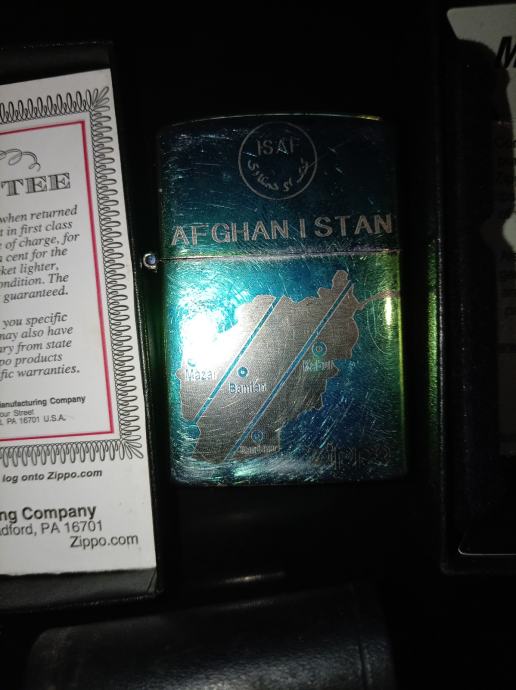 TEE
when returned
t in first class
e of charge, for
cent for the
ket lighter,
ondition. The
guaranteed.
you specific
may also have
ary from state
po products
fic warranties.
anufacturing Company
our Street
, PA 16701 U.S.A.
log onto Zippo.com
ng Company
dford, PA 16701
Zippo.com
ISAF
AFGHANISTAN
Mazar
Bamian
Kabul
zippo
M